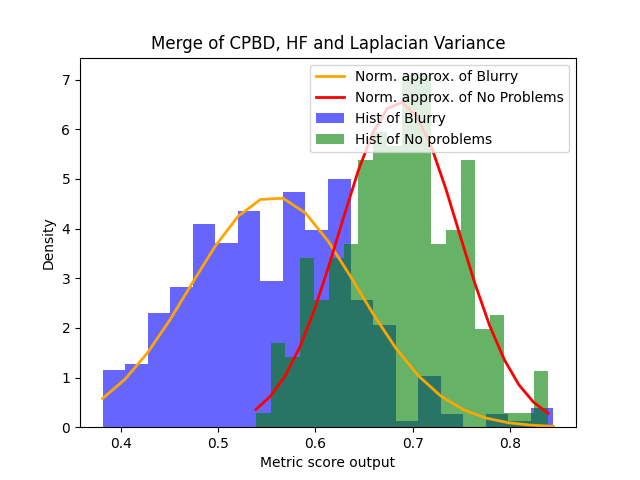 Merge of CPBD, HF and Laplacian Variance
Norm. approx. of Blurry
Norm. approx. of No Problems
Hist of Blurry
Hist of No problems
Density
7
6
5
4
3
2
1
0
0.4 0.5 0.6 0.7 0.8
Metric score output